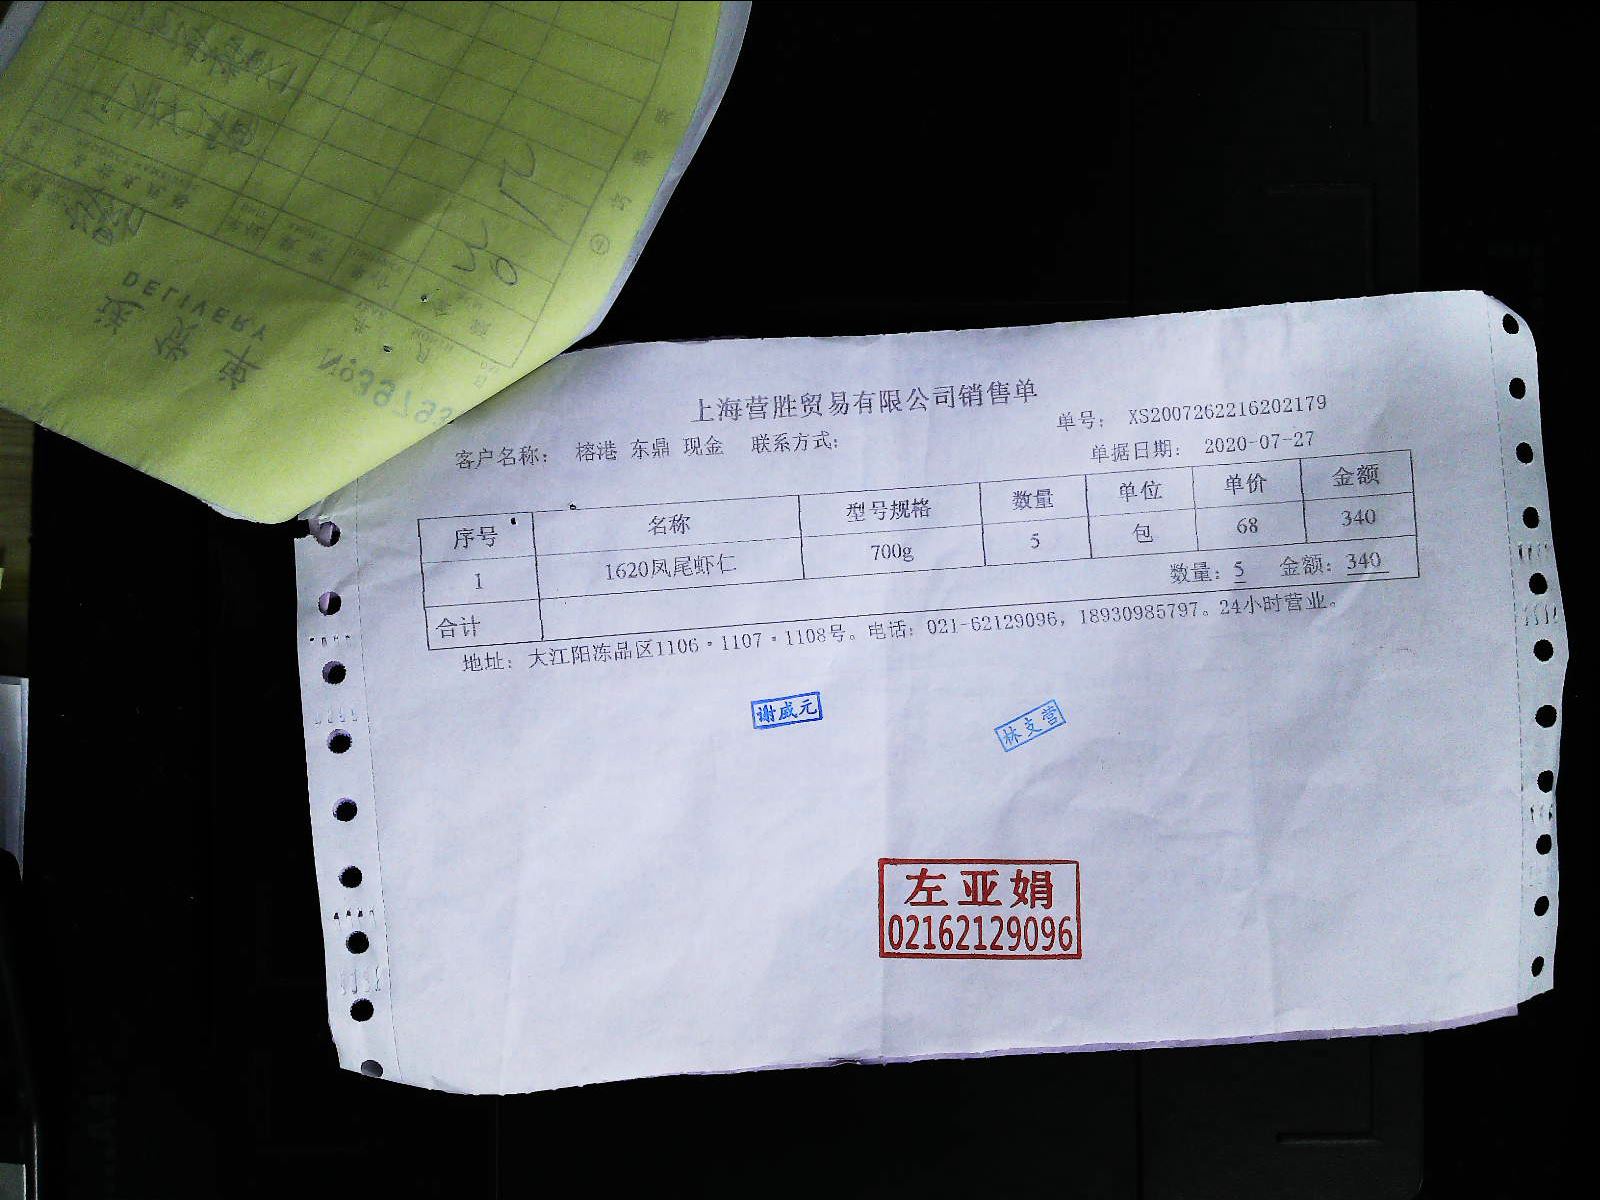 DELIVERY
上海营胜贸易有限公司销售单
单号： XS2007262216202179
客户名称： 榕港 东鼎 现金 联系方式：
单据日期： 2020-07-27
序号 名称 型号规格 数量 单位 单价 金额
1 1620凤尾虾仁 700g 5 包 68 340
合计 数量：5 金额：340
地址：大江阳冻品区1106·1107·1108号。电话：021-62129096，18930985797。24小时营业。
谢威元
林支营
左亚娟
02162129096